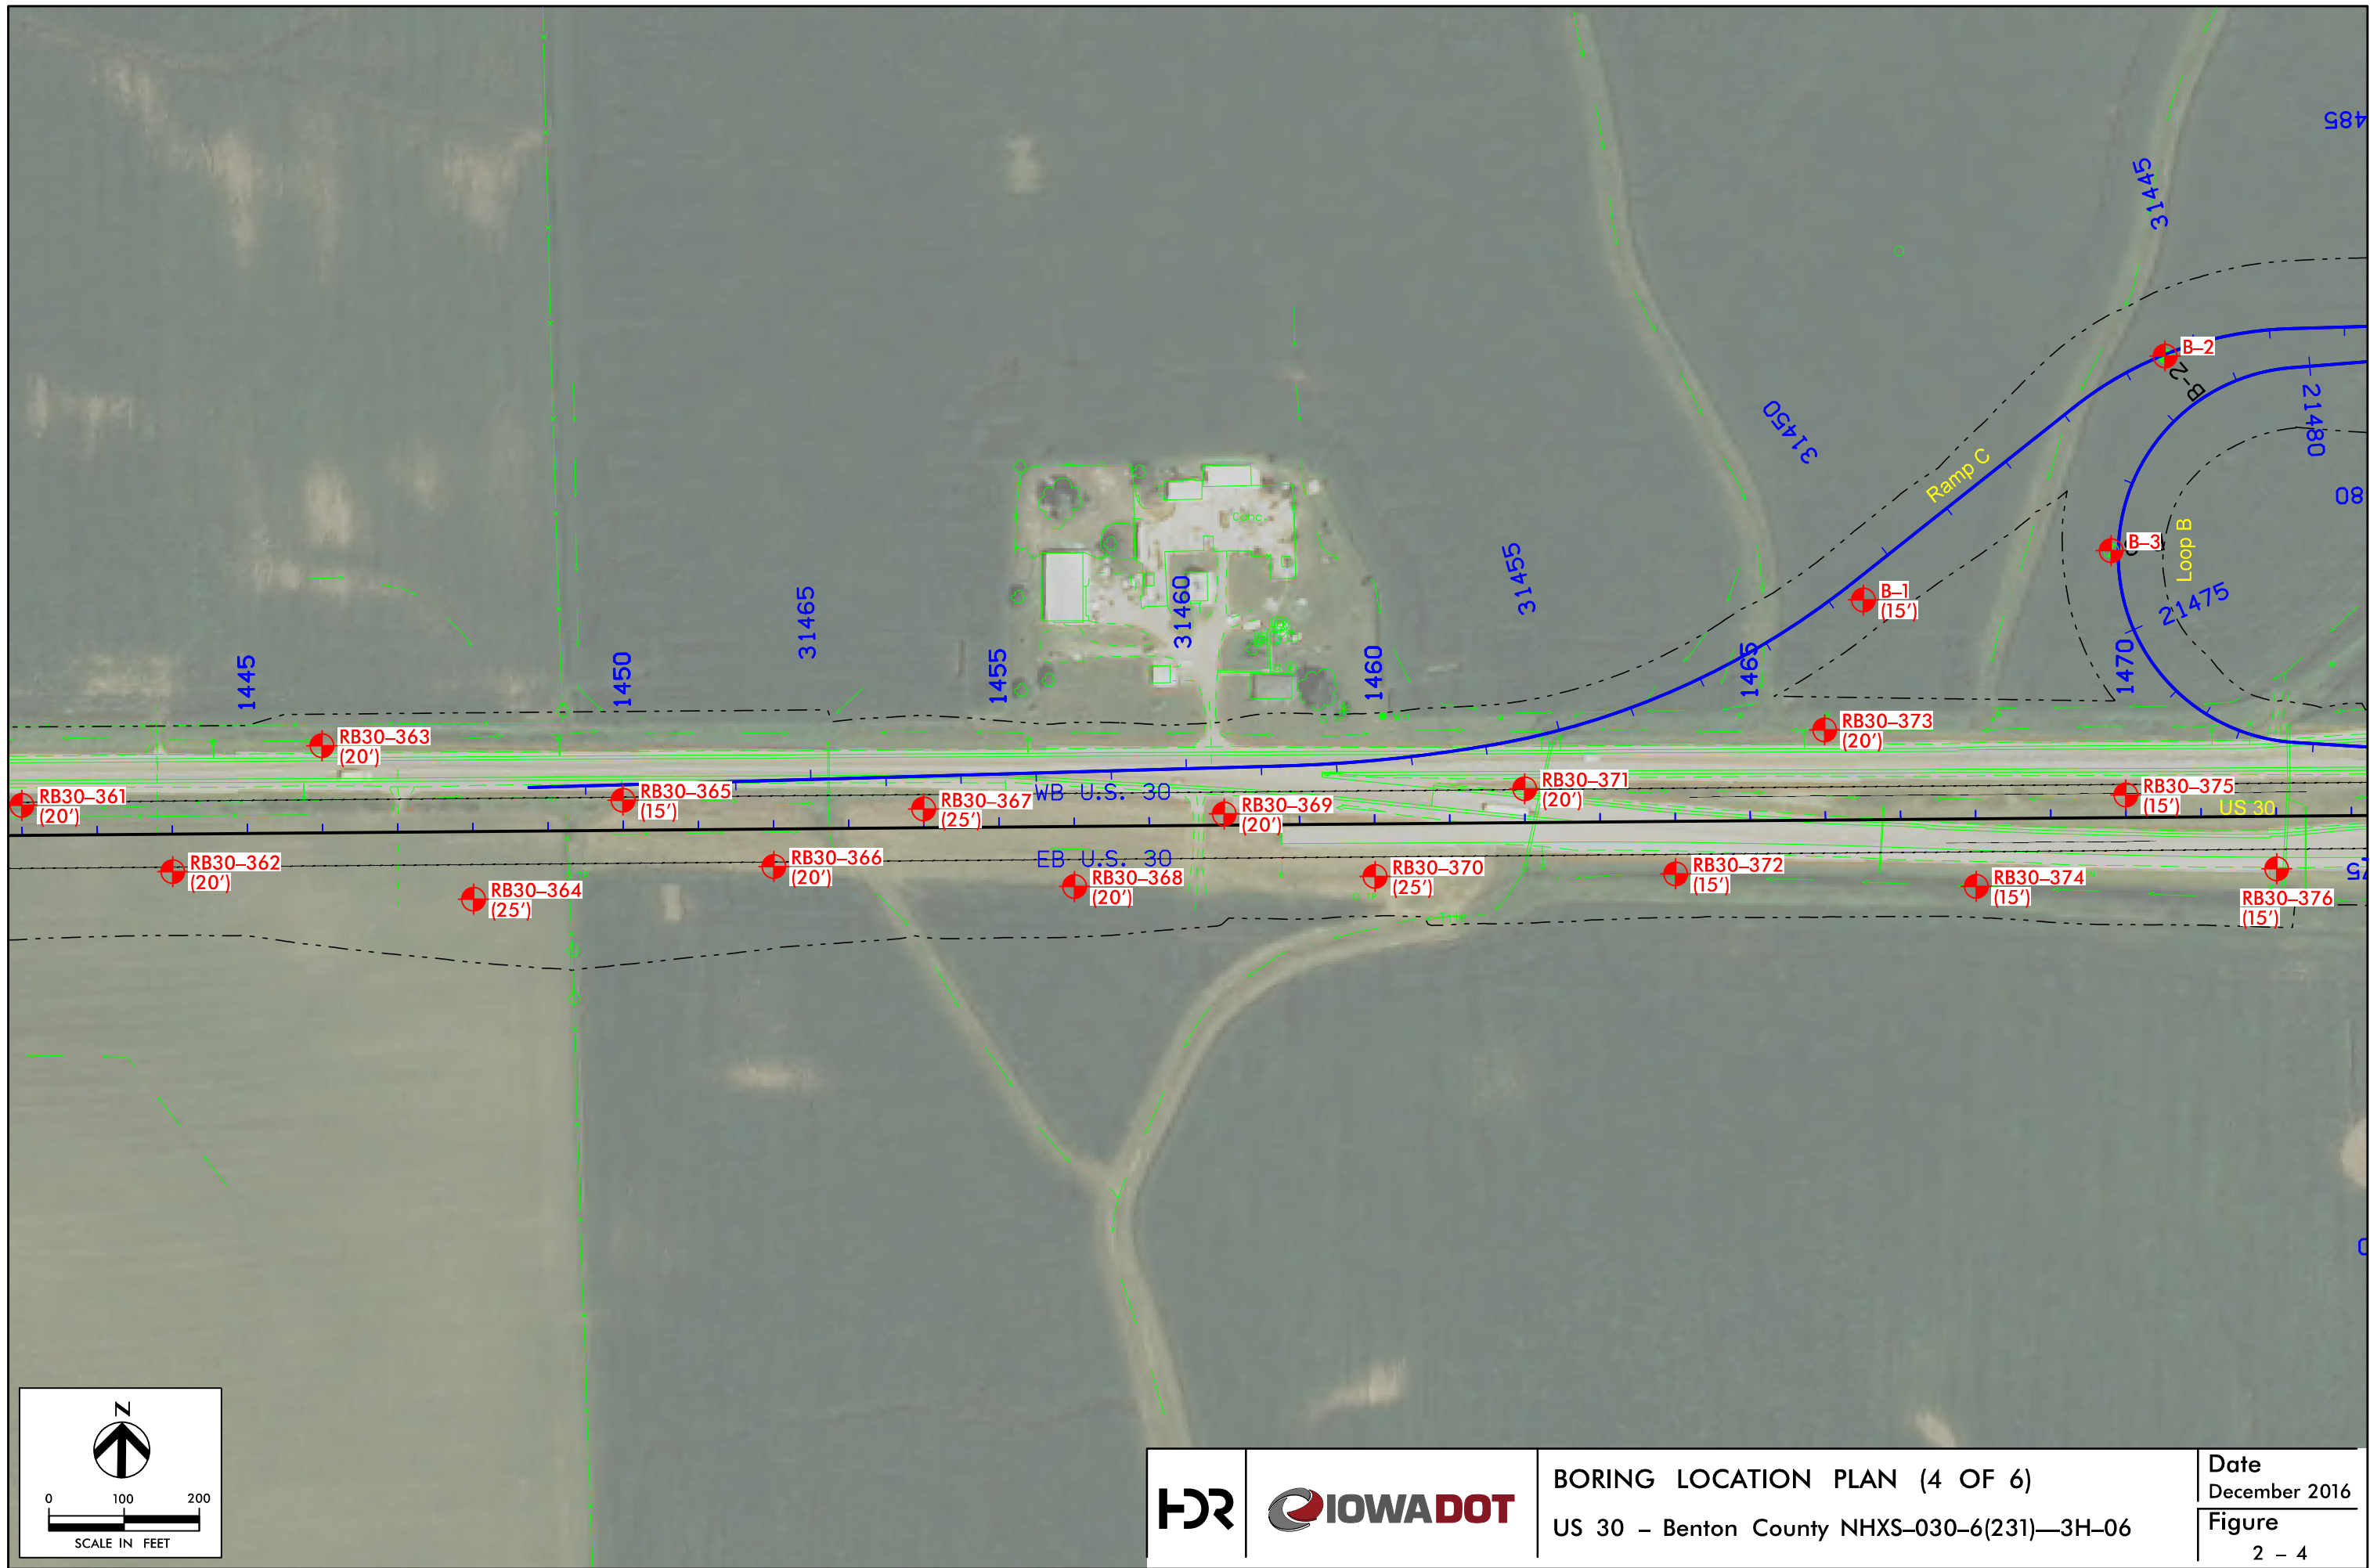 485
31445
B–2
B-2
21480
31450
80
Ramp C
Conc.
B–3
Loop B
31455
31460
31465
B–1
(15')
21475
1445
1450
1455
1460
1465
1470
RB30–363
(20')
RB30–373
(20')
RB30–361
(20')
RB30–365
(15')
RB30–367
(25')
WB U.S. 30
RB30–369
(20')
RB30–371
(20')
RB30–375
(15')
US 30
RB30–362
(20')
RB30–364
(25')
RB30–366
(20')
EB U.S. 30
RB30–368
(20')
RB30–370
(25')
RB30–372
(15')
RB30–374
(15')
RB30–376
(15')
N
0 100 200
SCALE IN FEET
HDR
IOWADOT
BORING LOCATION PLAN (4 OF 6)
US 30 – Benton County NHXS–030–6(231)––3H–06
Date
December 2016
Figure
2 – 4